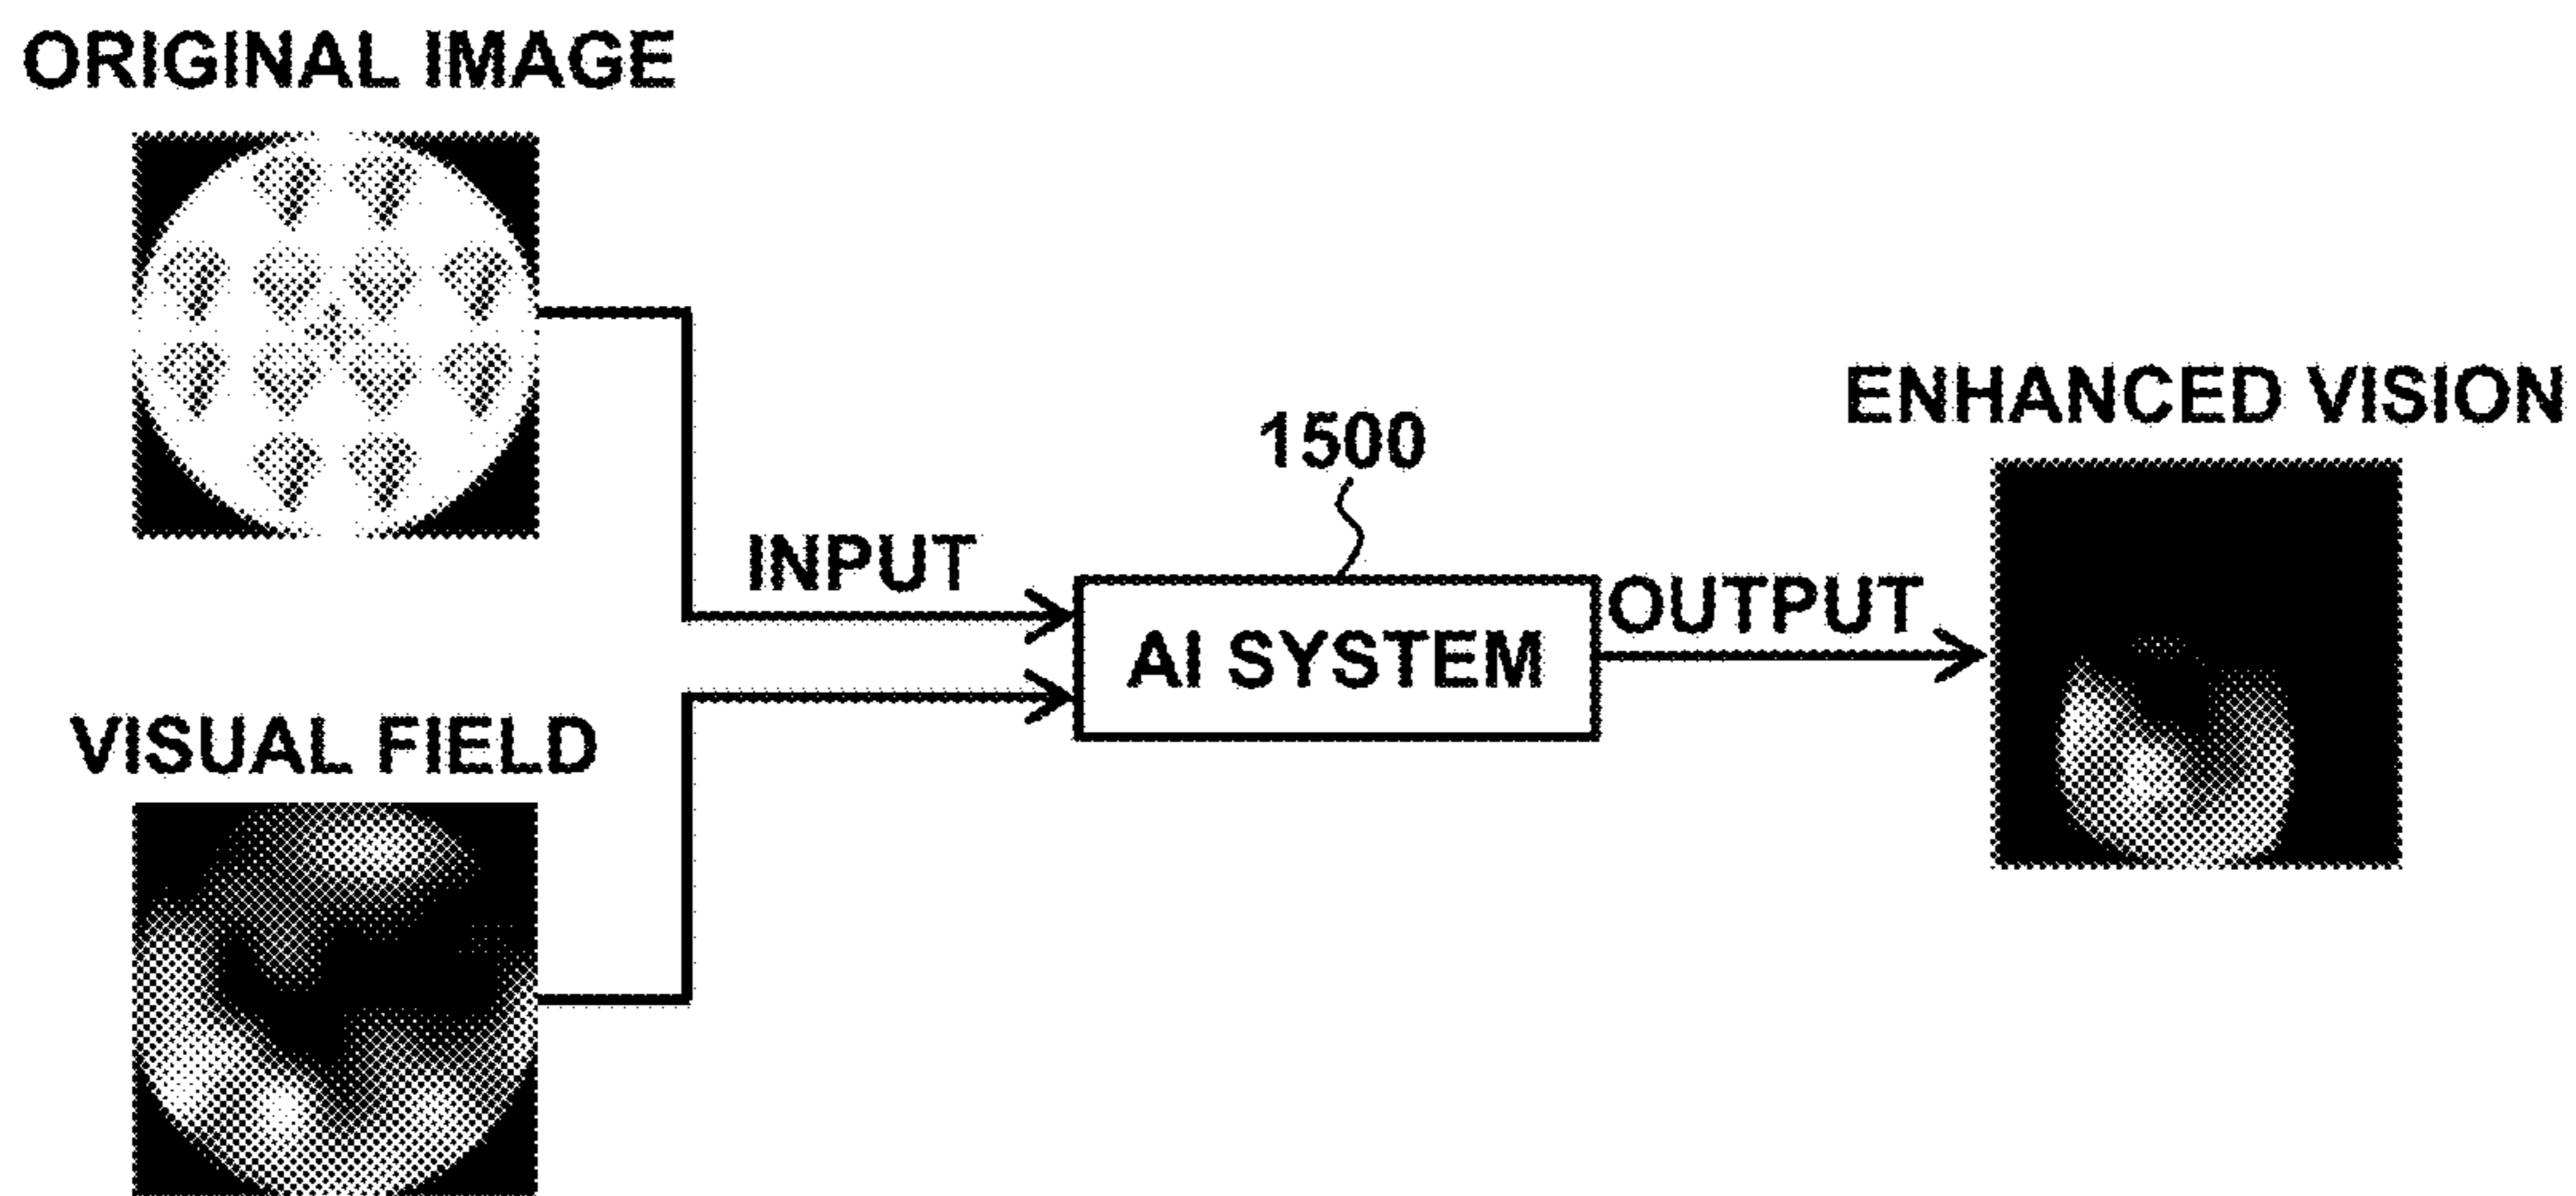 ORIGINAL IMAGE
VISUAL FIELD
INPUT
1500
AI SYSTEM
OUTPUT
ENHANCED VISION